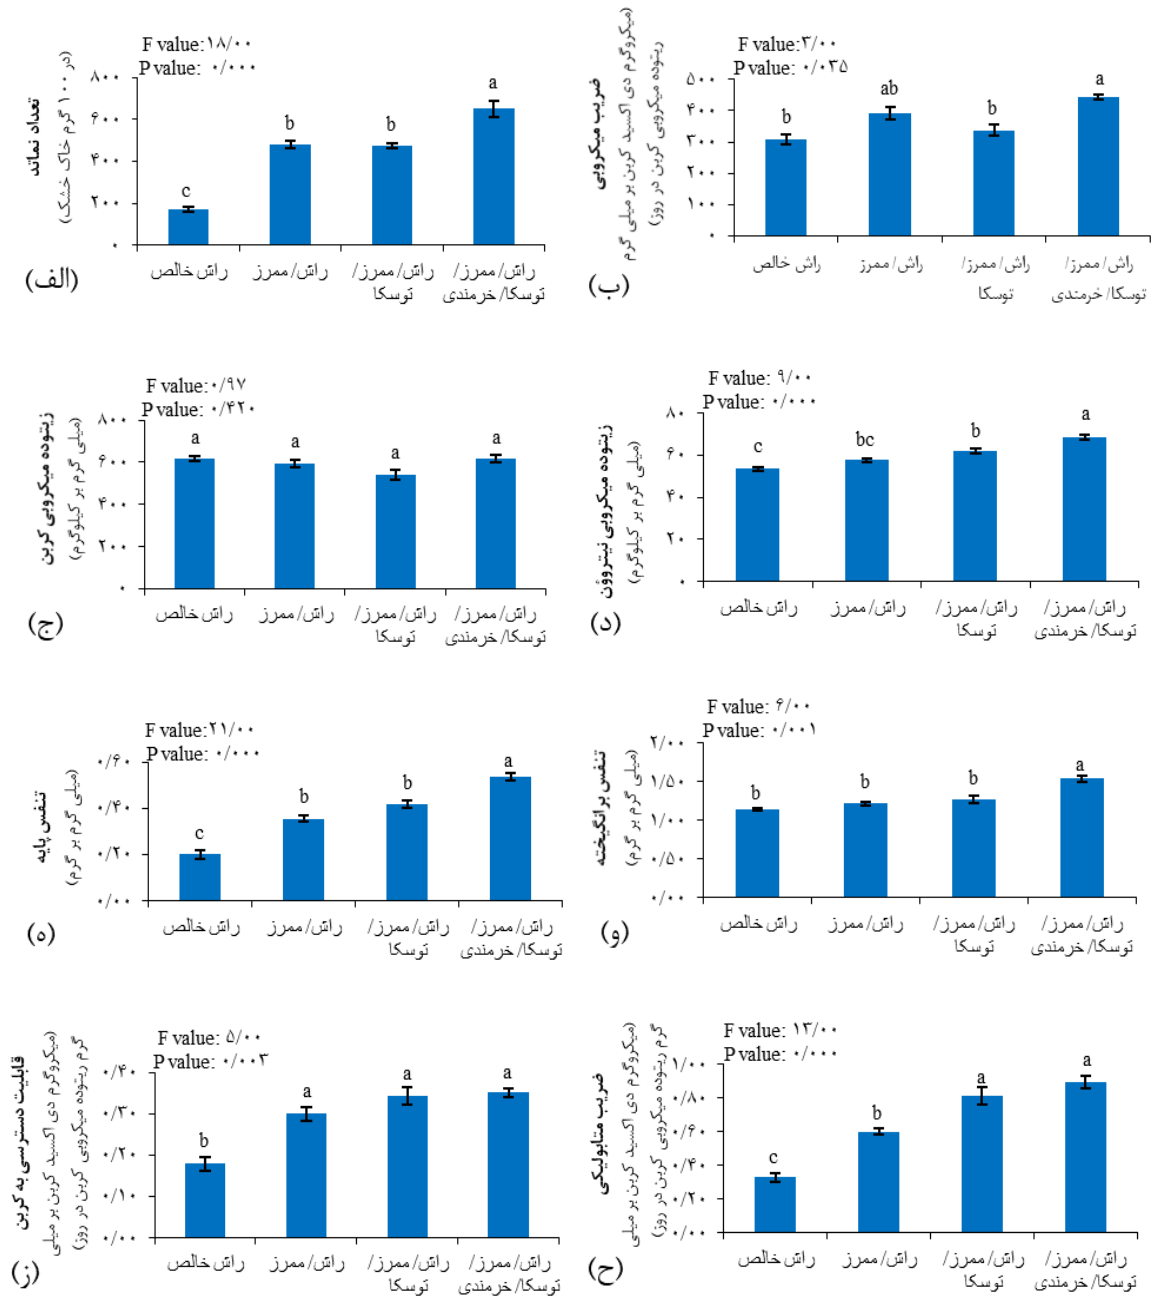 F value:۱۸/۰۰
P value: ۰/۰۰۰
تعداد نماتد
(در ۱۰۰ گرم خاک خشک)
۸۰۰
۶۰۰
۴۰۰
۲۰۰
۰
c
b
b
a
راش خالص
راش/ ممرز
راش/ ممرز/
توسکا
راش/ ممرز/
توسکا/ خرمندی
(الف)
F value:۳/۰۰
P value: ۰/۰۳۵
ضریب میکروبی
(میکروگرم دی اکسید کربن بر میلی گرم
زیتوده میکروبی کربن در روز)
۵۰۰
۴۰۰
۳۰۰
۲۰۰
۱۰۰
۰
b
ab
b
a
راش خالص
راش/ ممرز
راش/ ممرز/
توسکا
راش/ ممرز/
توسکا/ خرمندی
(ب)
F value:۰/۹۷
P value: ۰/۴۲۰
زیتوده میکروبی کربن
(میلی گرم بر کیلوگرم)
۸۰۰
۶۰۰
۴۰۰
۲۰۰
۰
a
a
a
a
راش خالص
راش/ ممرز
راش/ ممرز/
توسکا
راش/ ممرز/
توسکا/ خرمندی
(ج)
F value: ۹/۰۰
P value: ۰/۰۰۰
زیتوده میکروبی نیتروژن
(میلی گرم بر کیلوگرم)
۸۰
۶۰
۴۰
۲۰
۰
c
bc
b
a
راش خالص
راش/ ممرز
راش/ ممرز/
توسکا
راش/ ممرز/
توسکا/ خرمندی
(د)
F value:۲۱/۰۰
P value: ۰/۰۰۰
تنفس پایه
(میلی گرم بر گرم)
۰/۶۰
۰/۴۰
۰/۲۰
۰/۰۰
c
b
b
a
راش خالص
راش/ ممرز
راش/ ممرز/
توسکا
راش/ ممرز/
توسکا/ خرمندی
(ه)
F value: ۶/۰۰
P value: ۰/۰۰۱
تنفس برانگیخته
(میلی گرم بر گرم)
۲/۰۰
۱/۵۰
۱/۰۰
۰/۵۰
۰/۰۰
b
b
b
a
راش خالص
راش/ ممرز
راش/ ممرز/
توسکا
راش/ ممرز/
توسکا/ خرمندی
(و)
F value: ۵/۰۰
P value: ۰/۰۰۳
قابلیت دسترسی به کربن
(میکروگرم دی اکسید کربن بر میلی
گرم زیتوده میکروبی کربن در روز)
۰/۴۰
۰/۳۰
۰/۲۰
۰/۱۰
۰/۰۰
b
a
a
a
راش خالص
راش/ ممرز
راش/ ممرز/
توسکا
راش/ ممرز/
توسکا/ خرمندی
(ز)
F value: ۱۳/۰۰
P value: ۰/۰۰۰
ضریب متابولیکی
(میکروگرم دی اکسید کربن بر میلی
گرم زیتوده میکروبی کربن در روز)
۱/۰۰
۰/۸۰
۰/۶۰
۰/۴۰
۰/۲۰
۰/۰۰
c
b
a
a
راش خالص
راش/ ممرز
راش/ ممرز/
توسکا
راش/ ممرز/
توسکا/ خرمندی
(ح)